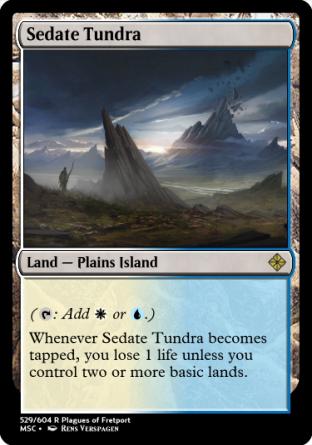 Sedate Tundra
Land — Plains Island
(: Add or .)
Whenever Sedate Tundra becomes
tapped, you lose 1 life unless you
control two or more basic lands.
529/604 R Plagues of Fretport
MSC • Rens Verspagen